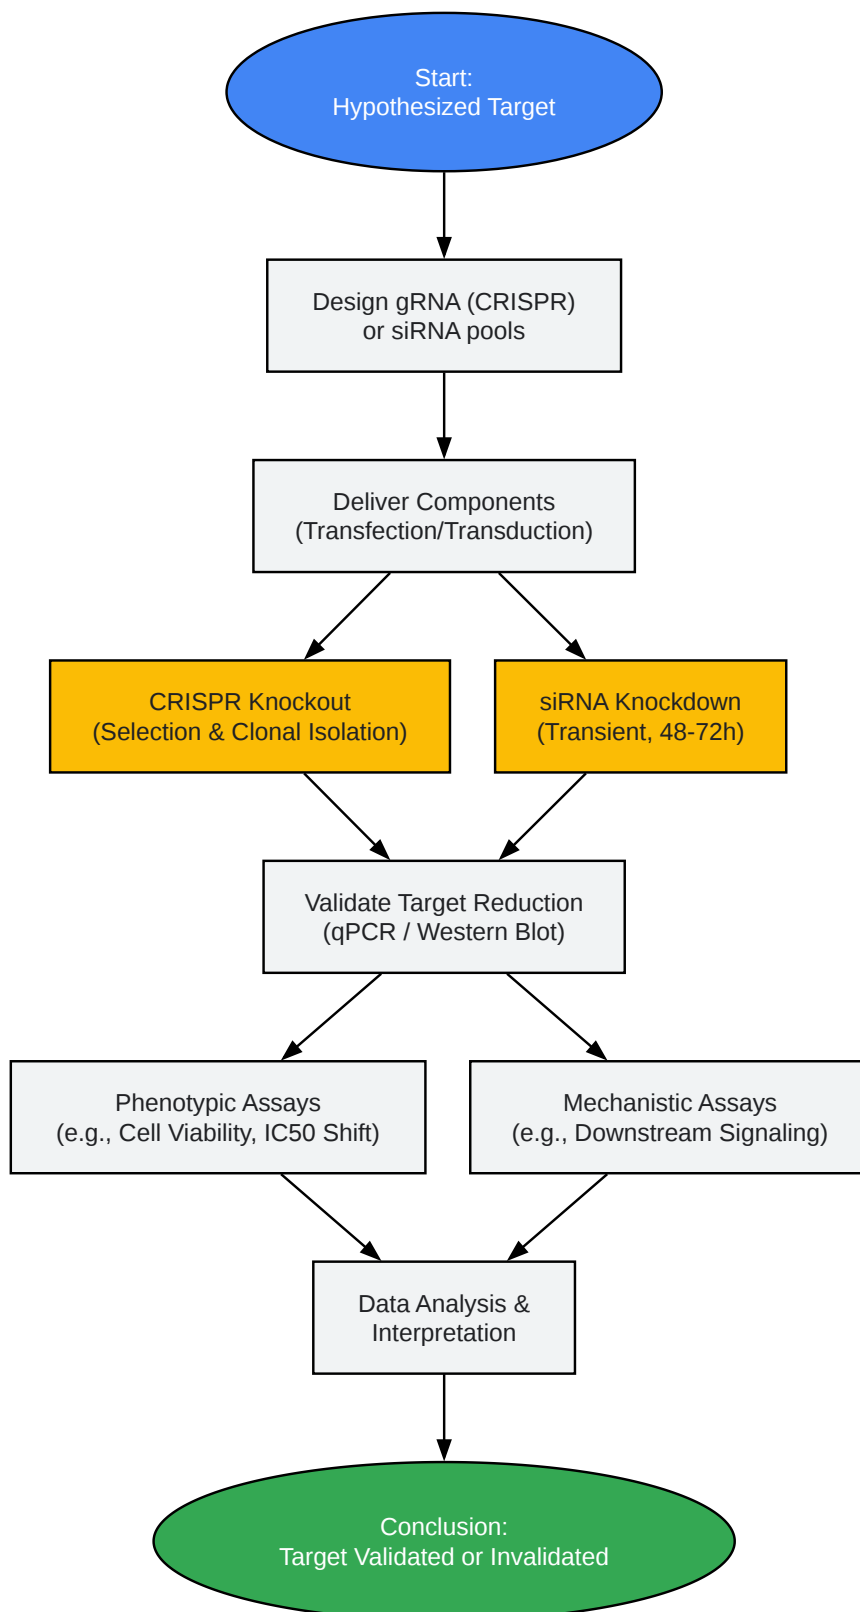 Start:
Hypothesized Target
Design gRNA (CRISPR)
or siRNA pools
Deliver Components
(Transfection/Transduction)
CRISPR Knockout
(Selection & Clonal Isolation)
siRNA Knockdown
(Transient, 48-72h)
Validate Target Reduction
(qPCR / Western Blot)
Phenotypic Assays
(e.g., Cell Viability, IC50 Shift)
Mechanistic Assays
(e.g., Downstream Signaling)
Data Analysis &
Interpretation
Conclusion:
Target Validated or Invalidated